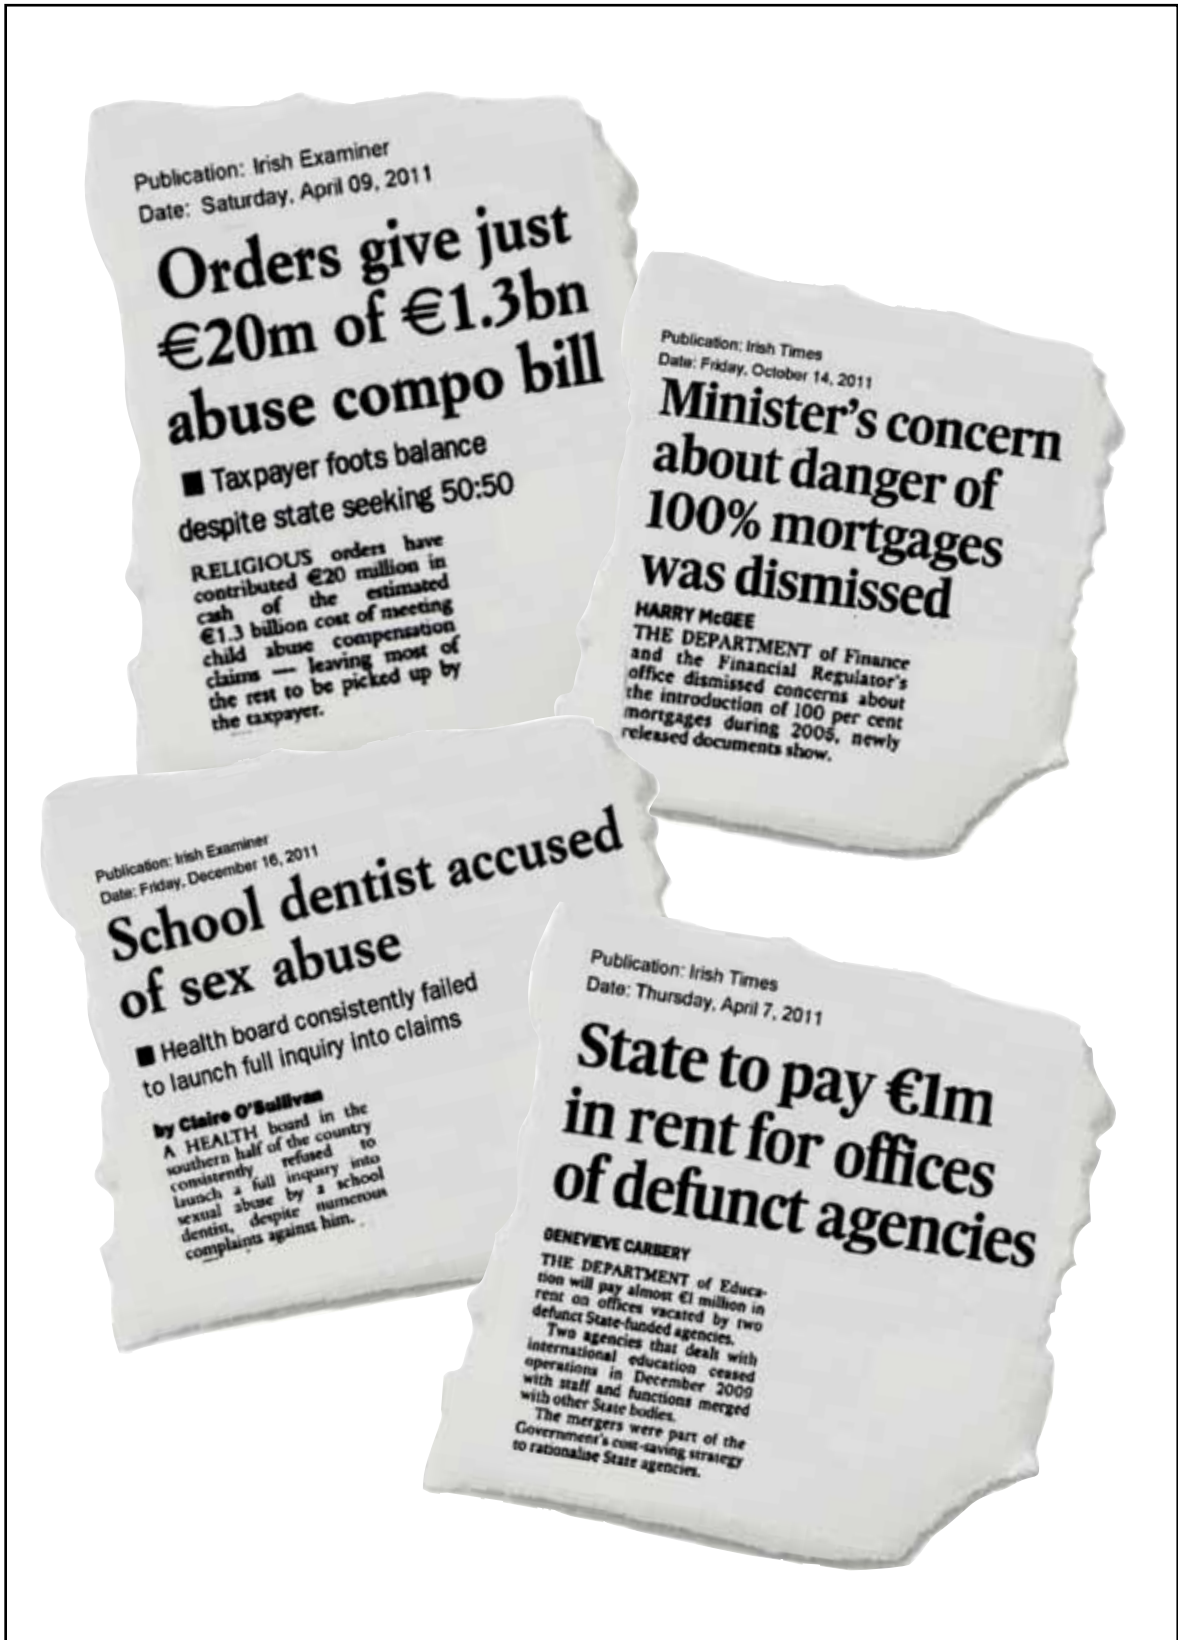 Publication: Irish Examiner
Date: Saturday, April 09, 2011
Orders give just
€20m of €1.3bn
abuse compo bill
■ Taxpayer foots balance
despite state seeking 50:50
RELIGIOUS orders have
contributed €20 million in
cash of the estimated
€1.3 billion cost of meeting
child abuse compensation
claims — leaving most of
the rest to be picked up by
the taxpayer.
Publication: Irish Times
Date: Friday, October 14, 2011
Minister's concern
about danger of
100% mortgages
was dismissed
HARRY McGEE
THE DEPARTMENT of Finance
and the Financial Regulator's
office dismissed concerns about
the introduction of 100 per cent
mortgages during 2005, newly
released documents show.
Publication: Irish Examiner
Date: Friday, December 16, 2011
School dentist accused
of sex abuse
■ Health board consistently failed
to launch full inquiry into claims
by Claire O'Sullivan
A HEALTH board in the
southern half of the country
consistently refused to
launch a full inquiry into
sexual abuse by a school
dentist, despite numerous
complaints against him.
Publication: Irish Times
Date: Thursday, April 7, 2011
State to pay €1m
in rent for offices
of defunct agencies
GENEVIEVE CARBERY
THE DEPARTMENT of Educa-
tion will pay almost €1 million in
rent on offices vacated by two
defunct State-funded agencies.
Two agencies that dealt with
international education ceased
operations in December 2009
with staff and functions merged
with other State bodies.
The mergers were part of the
Government's cost-saving strategy
to rationalise State agencies.